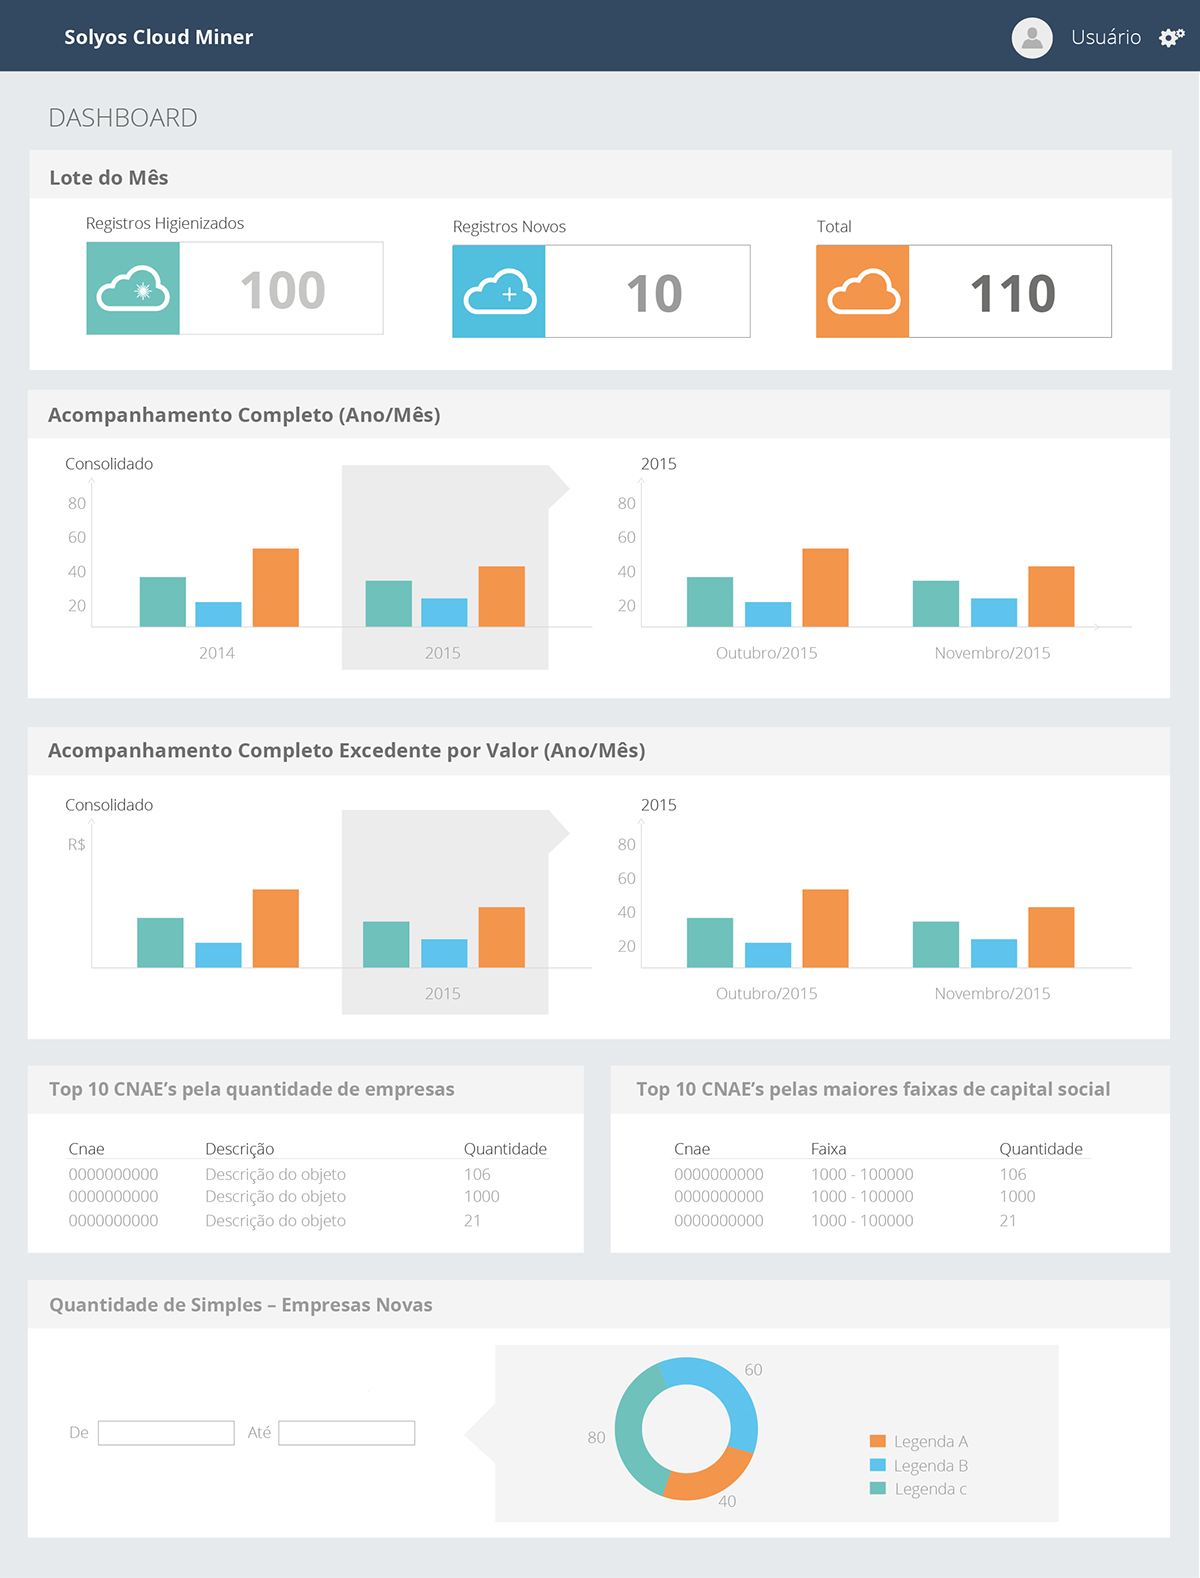 Solyos Cloud Miner
Usuário
DASHBOARD
Lote do Mês
Registros Higienizados
Registros Novos
Total
100
10
110
Acompanhamento Completo (Ano/Mês)
Consolidado
80
60
40
20
2014
2015
2015
80
60
40
20
Outubro/2015
Novembro/2015
Acompanhamento Completo Excedente por Valor (Ano/Mês)
Consolidado
R$
2015
2015
80
60
40
20
Outubro/2015
Novembro/2015
Top 10 CNAE’s pela quantidade de empresas
Cnae Descrição Quantidade
0000000000 Descrição do objeto 106
0000000000 Descrição do objeto 1000
0000000000 Descrição do objeto 21
Top 10 CNAE’s pelas maiores faixas de capital social
Cnae Faixa Quantidade
0000000000 1000 - 100000 106
0000000000 1000 - 100000 1000
0000000000 1000 - 100000 21
Quantidade de Simples – Empresas Novas
De
Até
60
80
40
Legenda A
Legenda B
Legenda c